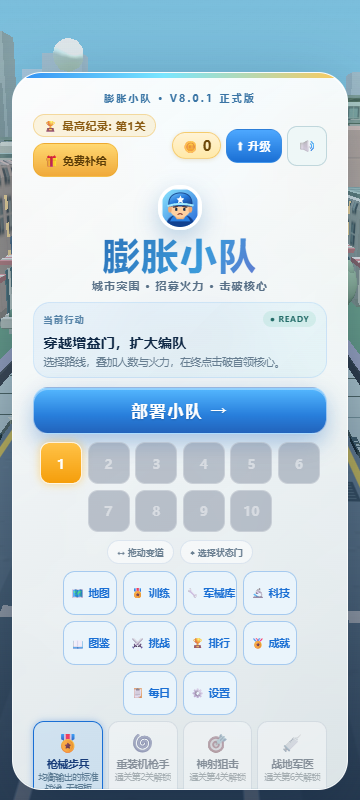 膨胀小队 • V8.0.1 正式版
最高纪录: 第1关
0
升级
免费补给
膨胀小队
城市突围 • 招募火力 • 击破核心
当前行动
READY
穿越增益门，扩大编队
选择路线，叠加人数与火力，在终点击破首领核心。
部署小队 →
1 2 3 4 5 6
7 8 9 10
↔ 拖动变道
选择状态门
地图 训练 军械库 科技
图鉴 挑战 排行 成就
每日 设置
枪械步兵 重装机枪手 神射狙击 战地军医
均衡输出的标准 通关第2关解锁 通关第4关解锁 通关第6关解锁